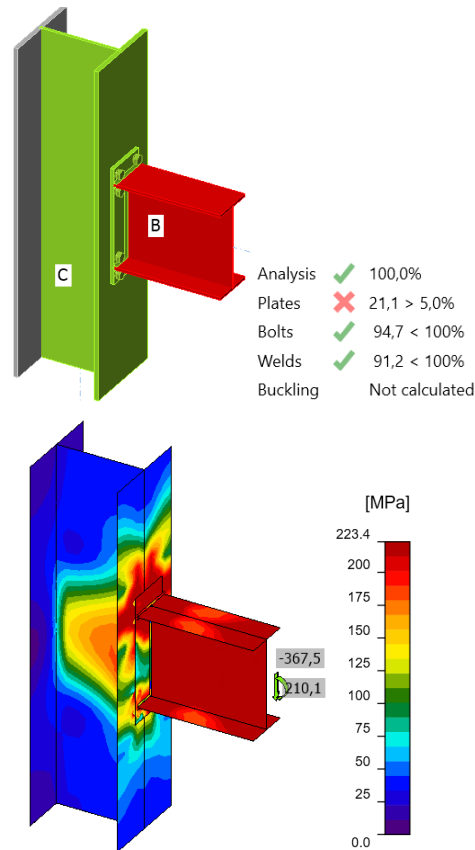 B
C
Analysis 100,0%
Plates 21,1 > 5,0%
Bolts 94,7 < 100%
Welds 91,2 < 100%
Buckling Not calculated
[MPa]
223.4
200
175
150
125
100
75
50
25
0.0
-367,5
210,1